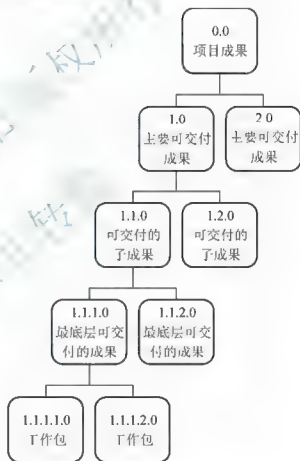 0.0
项目成果
1.0
主要可交付
成果
2.0
主要可交付
成果
1.1.0
可交付的
子成果
1.2.0
可交付的
子成果
1.1.1.0
最底层可交
付的成果
1.1.2.0
最底层可交
付的成果
1.1.1.1.0
工作包
1.1.1.2.0
工作包